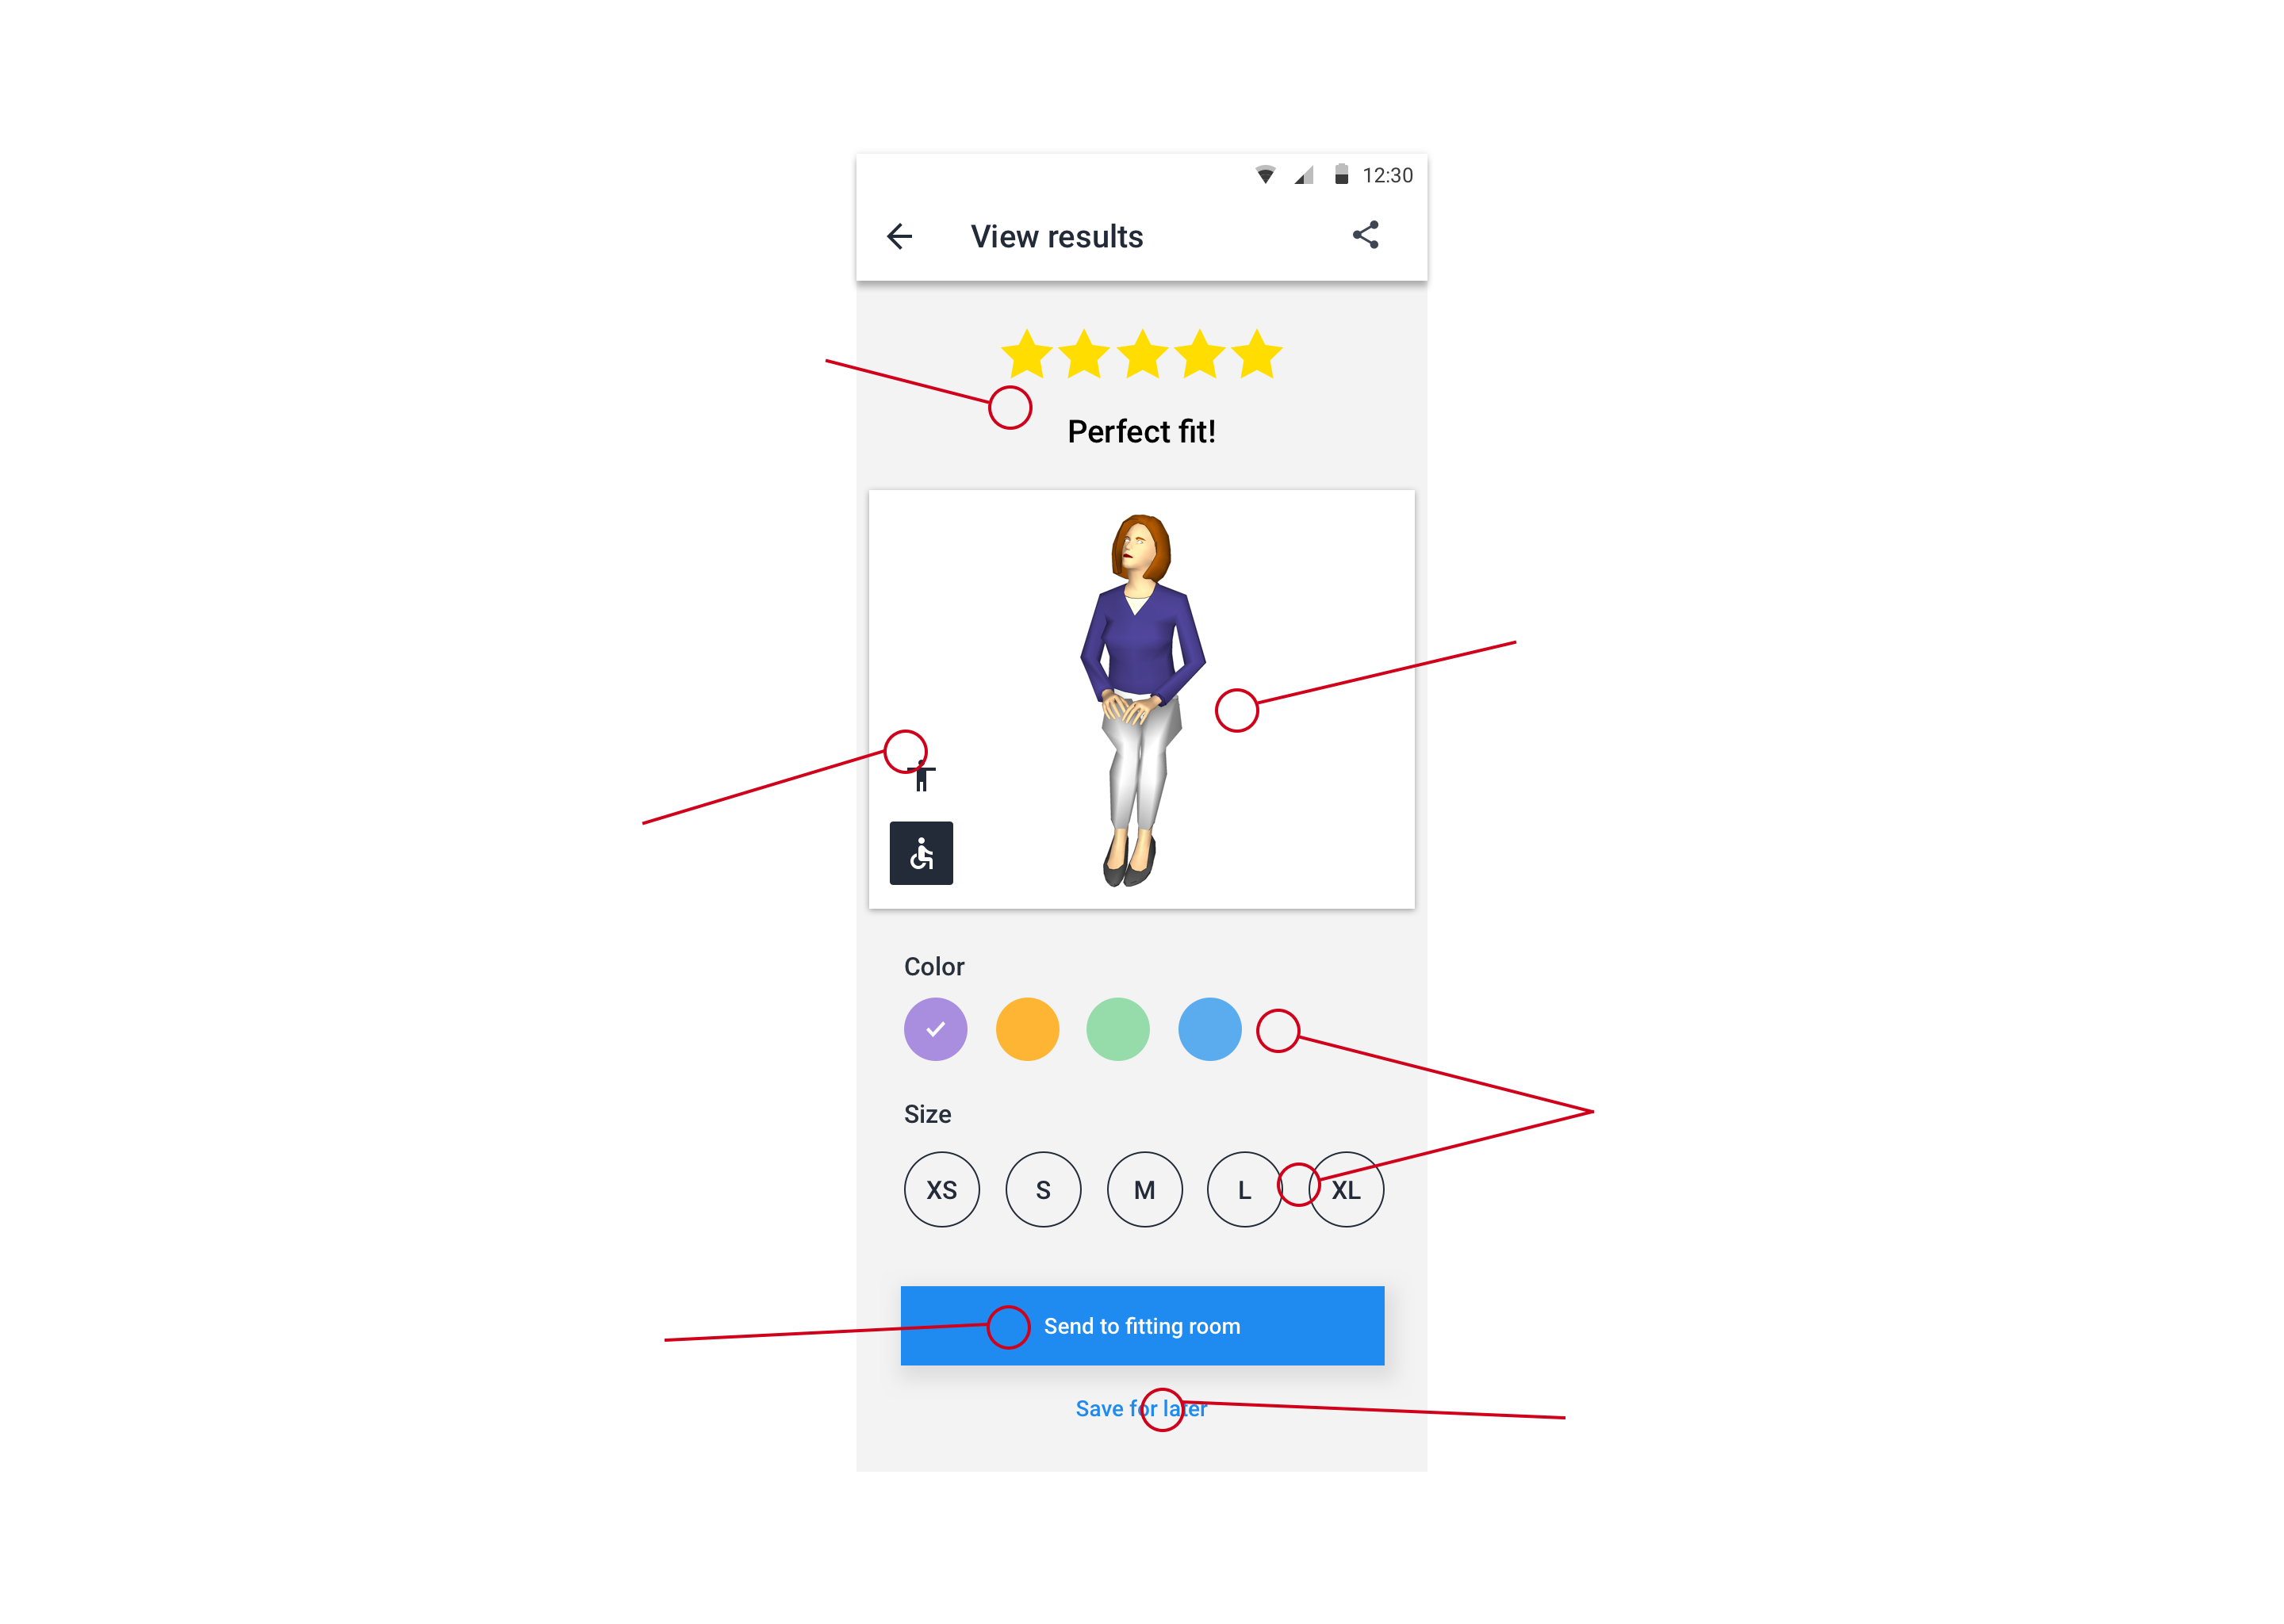 12:30
View results
Perfect fit!
Color
Size
XS S M L XL
Send to fitting room
Save for later